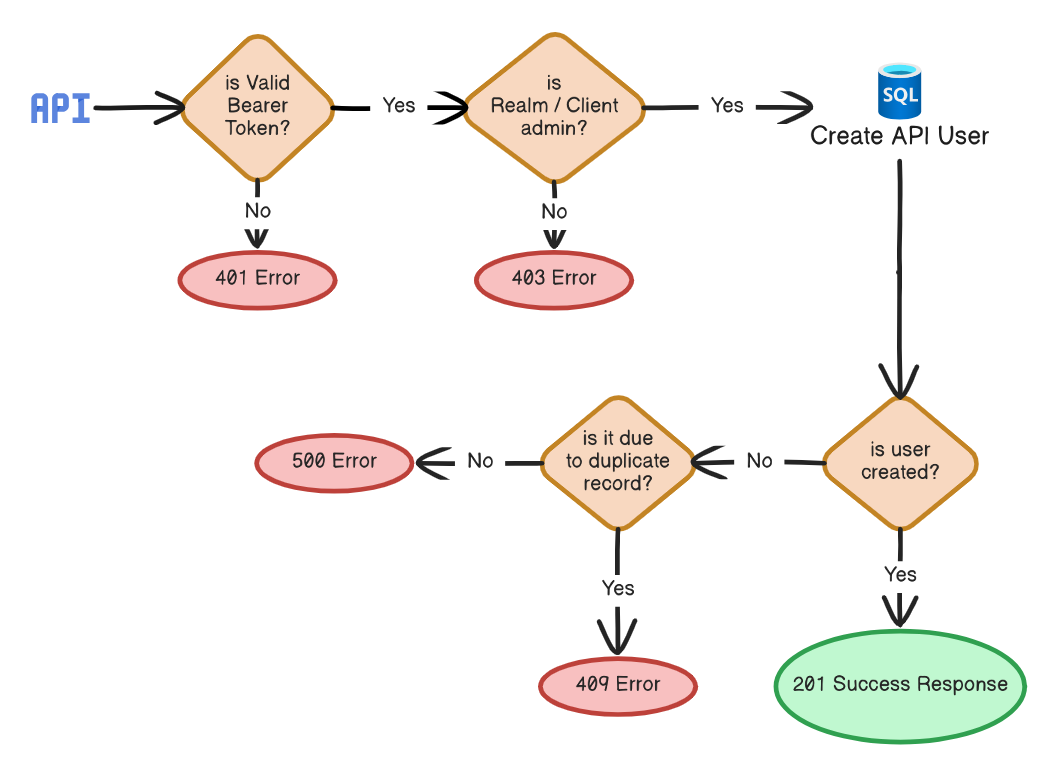 API
is Valid
Bearer
Token?
Yes
is
Realm / Client
admin?
Yes
SQL
Create API User
No
401 Error
No
403 Error
is user
created?
No
is it due
to duplicate
record?
No
500 Error
Yes
409 Error
Yes
201 Success Response